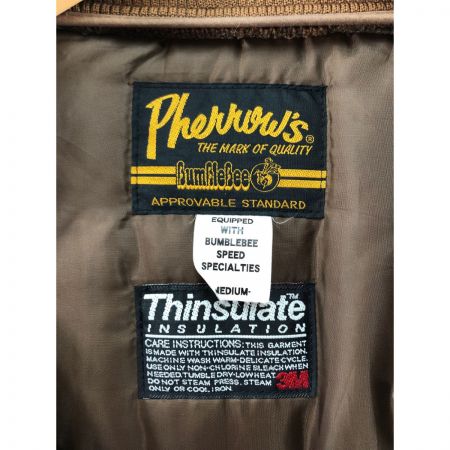 Pherrow's®
THE MARK OF QUALITY
BumbleBee
APPROVABLE STANDARD
EQUIPPED
WITH
BUMBLEBEE
SPEED
SPECIALTIES
MEDIUM-
Thinsulate™
INSULATION
CARE INSTRUCTIONS: THIS GARMENT
IS MADE WITH THINSULATE INSULATION.
MACHINE WASH WARM-DELICATE CYCLE.
USE ONLY NON-CHLORINE BLEACH WHEN
NEEDED. TUMBLE DRY-LOW HEAT.
DO NOT STEAM PRESS. STEAM
ONLY OR COOL IRON.
3M